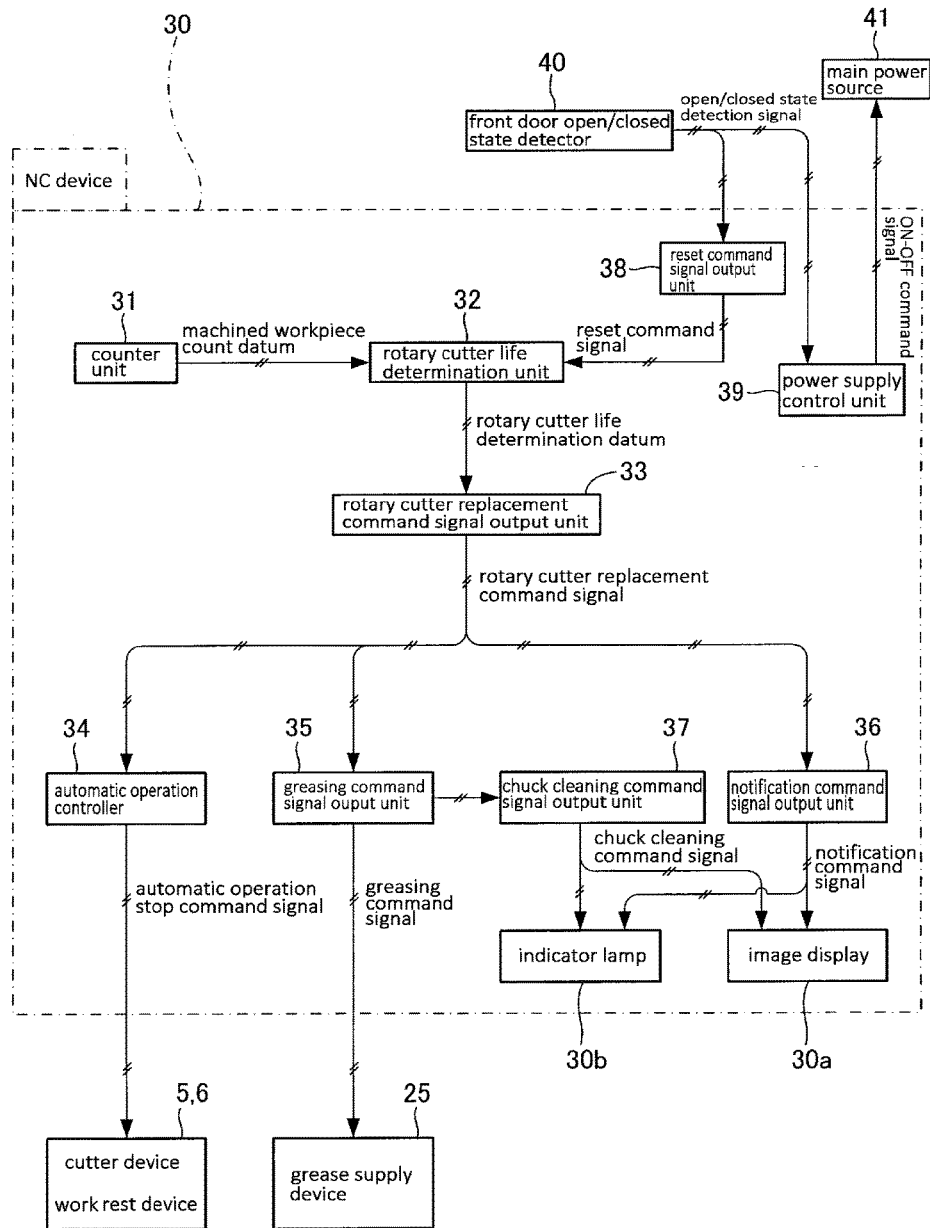 30
41
main power
source
40
front door open/closed
state detector
open/closed state
detection signal
NC device
ON-OFF command
signal
38
reset command
signal output
unit
31
counter
unit
machined workpiece
count datum
32
rotary cutter life
determination unit
reset command
signal
39
power supply
control unit
rotary cutter life
determination datum
33
rotary cutter replacement
command signal output unit
rotary cutter replacement
command signal
34
automatic operation
controller
35
greasing command
signal ouput unit
37
chuck cleaning command
signal output unit
36
notification command
signal output unit
chuck cleaning
command signal
notification
command
signal
automatic operation
stop command signal
greasing
command
signal
indicator lamp
image display
30b
30a
5,6
cutter device
work rest device
25
grease supply
device